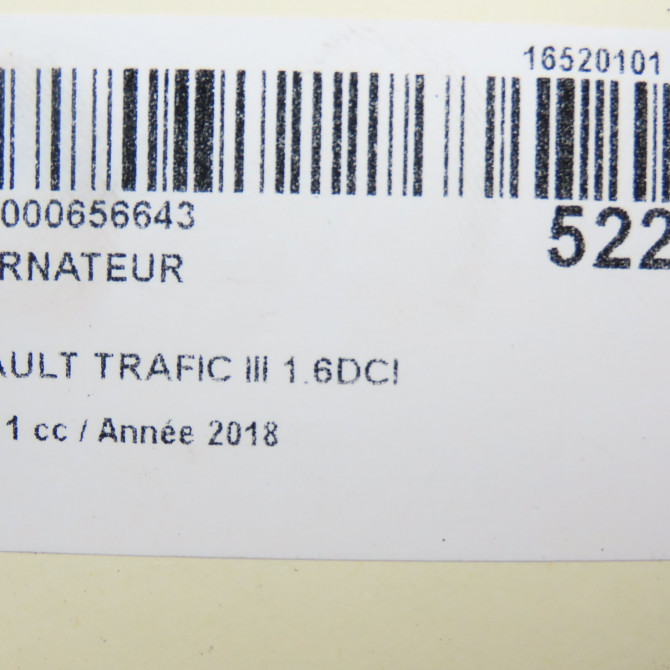 16520101
000656643
522
RNATEUR
AULT TRAFIC III 1.6DCI
1 cc / Année 2018